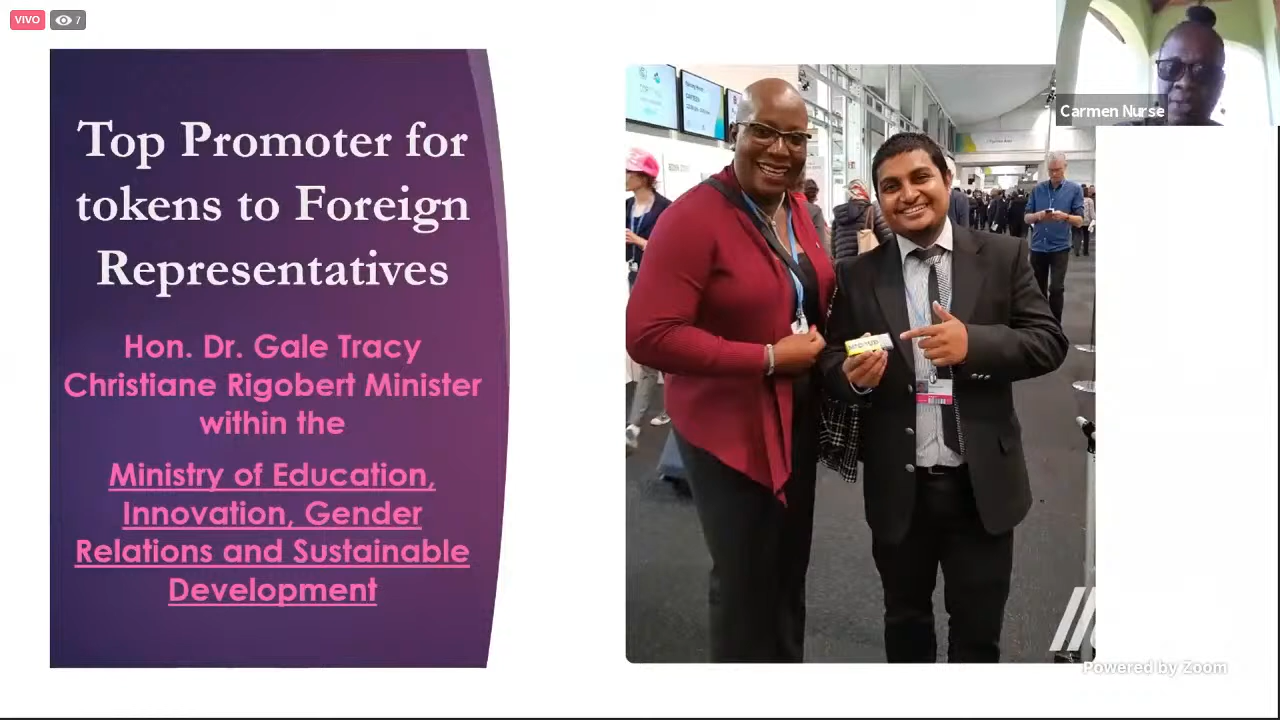 VIVO
7
Top Promoter for
tokens to Foreign
Representatives
Hon. Dr. Gale Tracy
Christiane Rigobert Minister
within the
Ministry of Education,
Innovation, Gender
Relations and Sustainable
Development
Carmen Nurse
Powered by Zoom